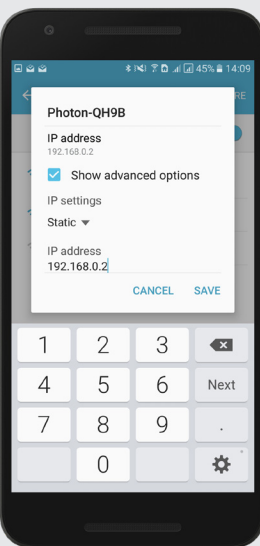 45% 14:09
RE
Photon-QH9B
IP address
192.168.0.2
Show advanced options
IP settings
Static
IP address
192.168.0.2
CANCEL SAVE
1 2 3
4 5 6 Next
7 8 9 .
0